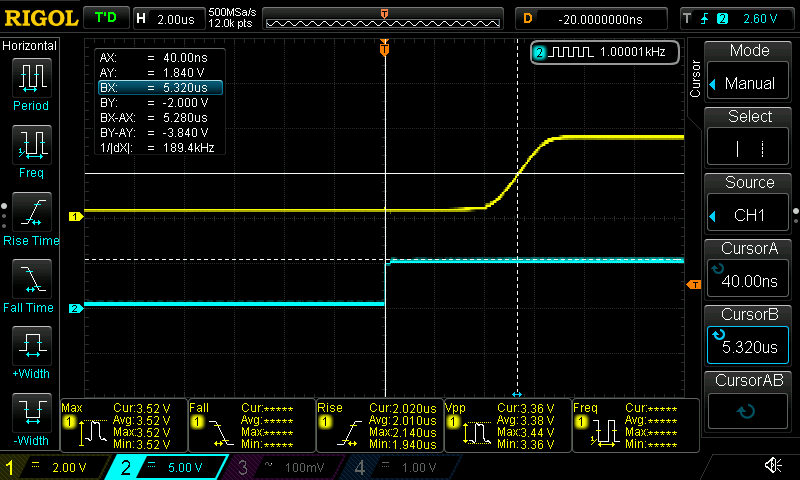 RIGOL T'D H 2.00us 500MSa/s 12.0k pts T D -20.0000000ns T 2 2.60 V
Horizontal
Period
Freq
Rise Time
Fall Time
+Width
-Width
AX: = 40.00ns
AY: = 1.840 V
BX: = 5.320us
BY: = -2.000 V
BX-AX: = 5.280us
BY-AY: = -3.840 V
1/|dX|: = 189.4kHz
T
2 1.00001kHz
1
2
T
Cursor
Mode
Manual
Select
Source
CH1
CursorA
40.00ns
CursorB
5.320us
CursorAB
Max 1 Cur:3.52 V
Avg:3.52 V
Max:3.52 V
Min:3.52 V
Fall 1 Cur:*****
Avg:*****
Max:*****
Min:*****
Rise 1 Cur:2.020us
Avg:2.010us
Max:2.140us
Min:1.940us
Vpp 1 Cur:3.36 V
Avg:3.38 V
Max:3.44 V
Min:3.36 V
Freq 1 Cur:*****
Avg:*****
Max:*****
Min:*****
1 = 2.00 V 2 = 5.00 V 3 ~ 100mV 4 = 1.00 V